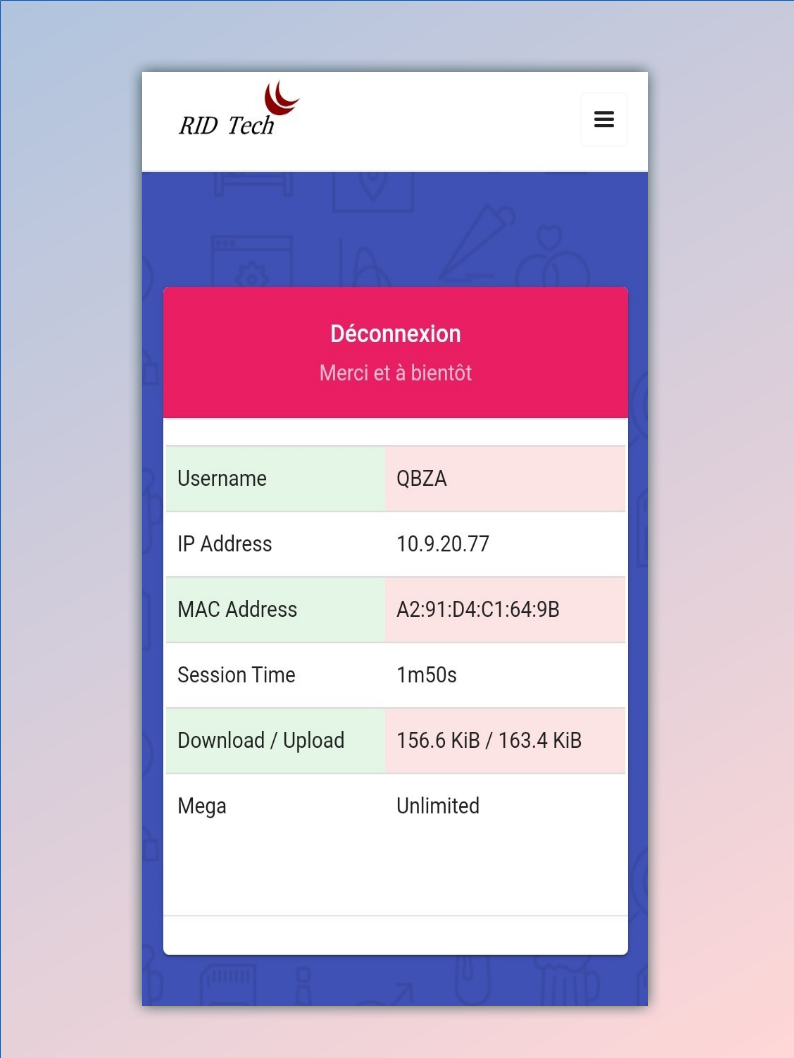 RID Tech
Déconnexion
Merci et à bientôt
Username QBZA
IP Address 10.9.20.77
MAC Address A2:91:D4:C1:64:9B
Session Time 1m50s
Download / Upload 156.6 KiB / 163.4 KiB
Mega Unlimited